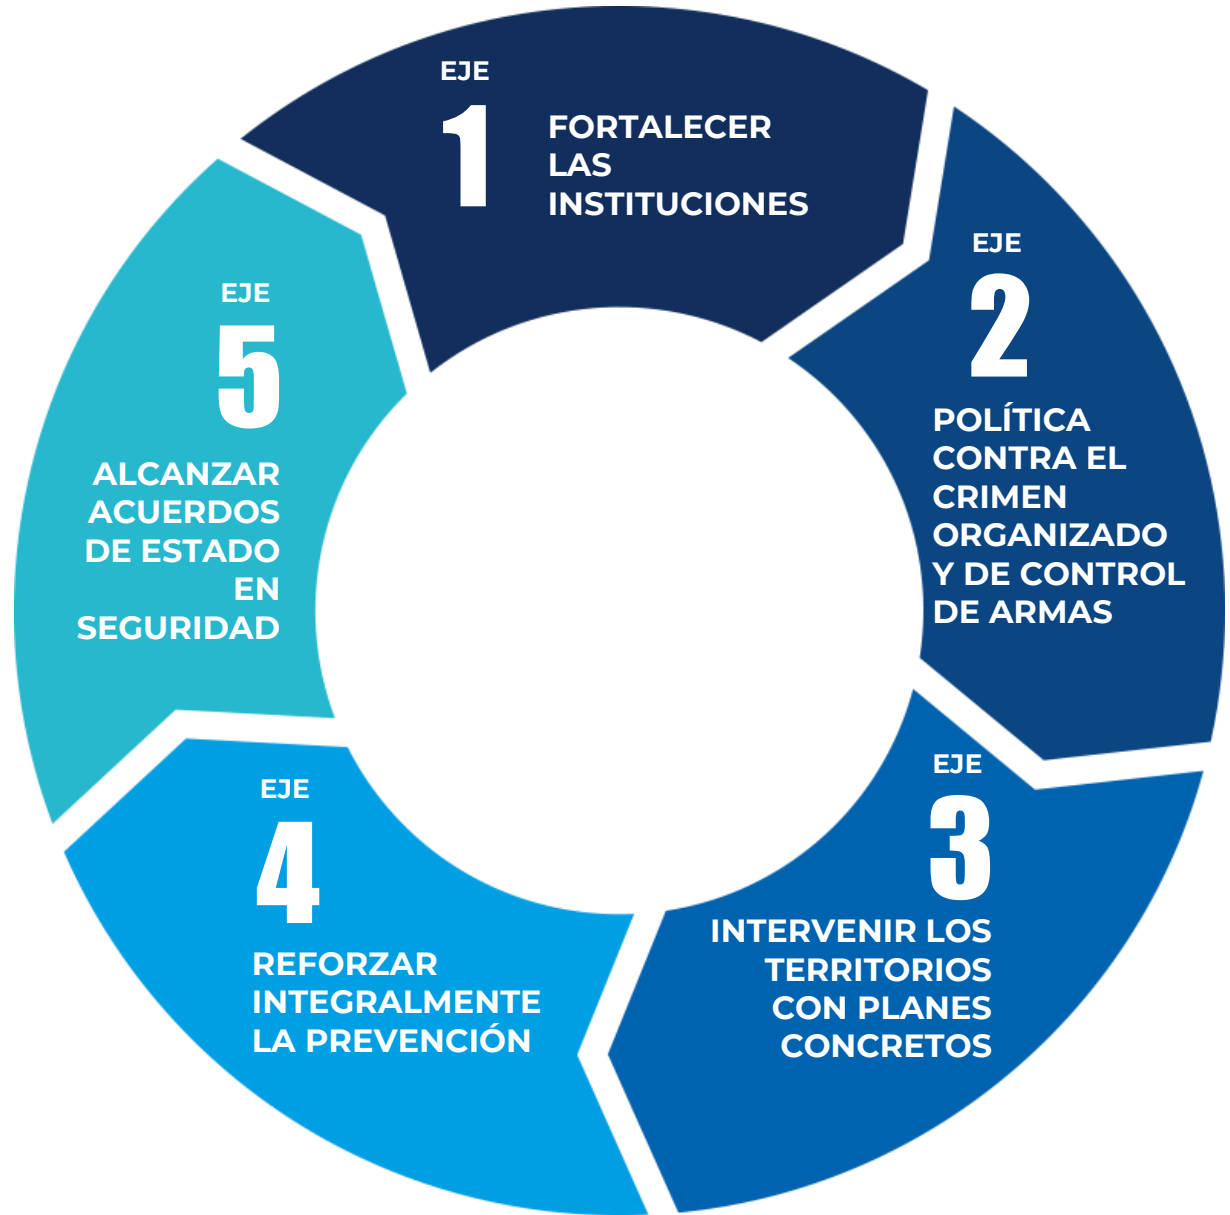 EJE
1
FORTALECER
LAS
INSTITUCIONES
EJE
2
POLÍTICA
CONTRA EL
CRIMEN
ORGANIZADO
Y DE CONTROL
DE ARMAS
EJE
3
INTERVENIR LOS
TERRITORIOS
CON PLANES
CONCRETOS
EJE
4
REFORZAR
INTEGRALMENTE
LA PREVENCIÓN
EJE
5
ALCANZAR
ACUERDOS
DE ESTADO
EN
SEGURIDAD